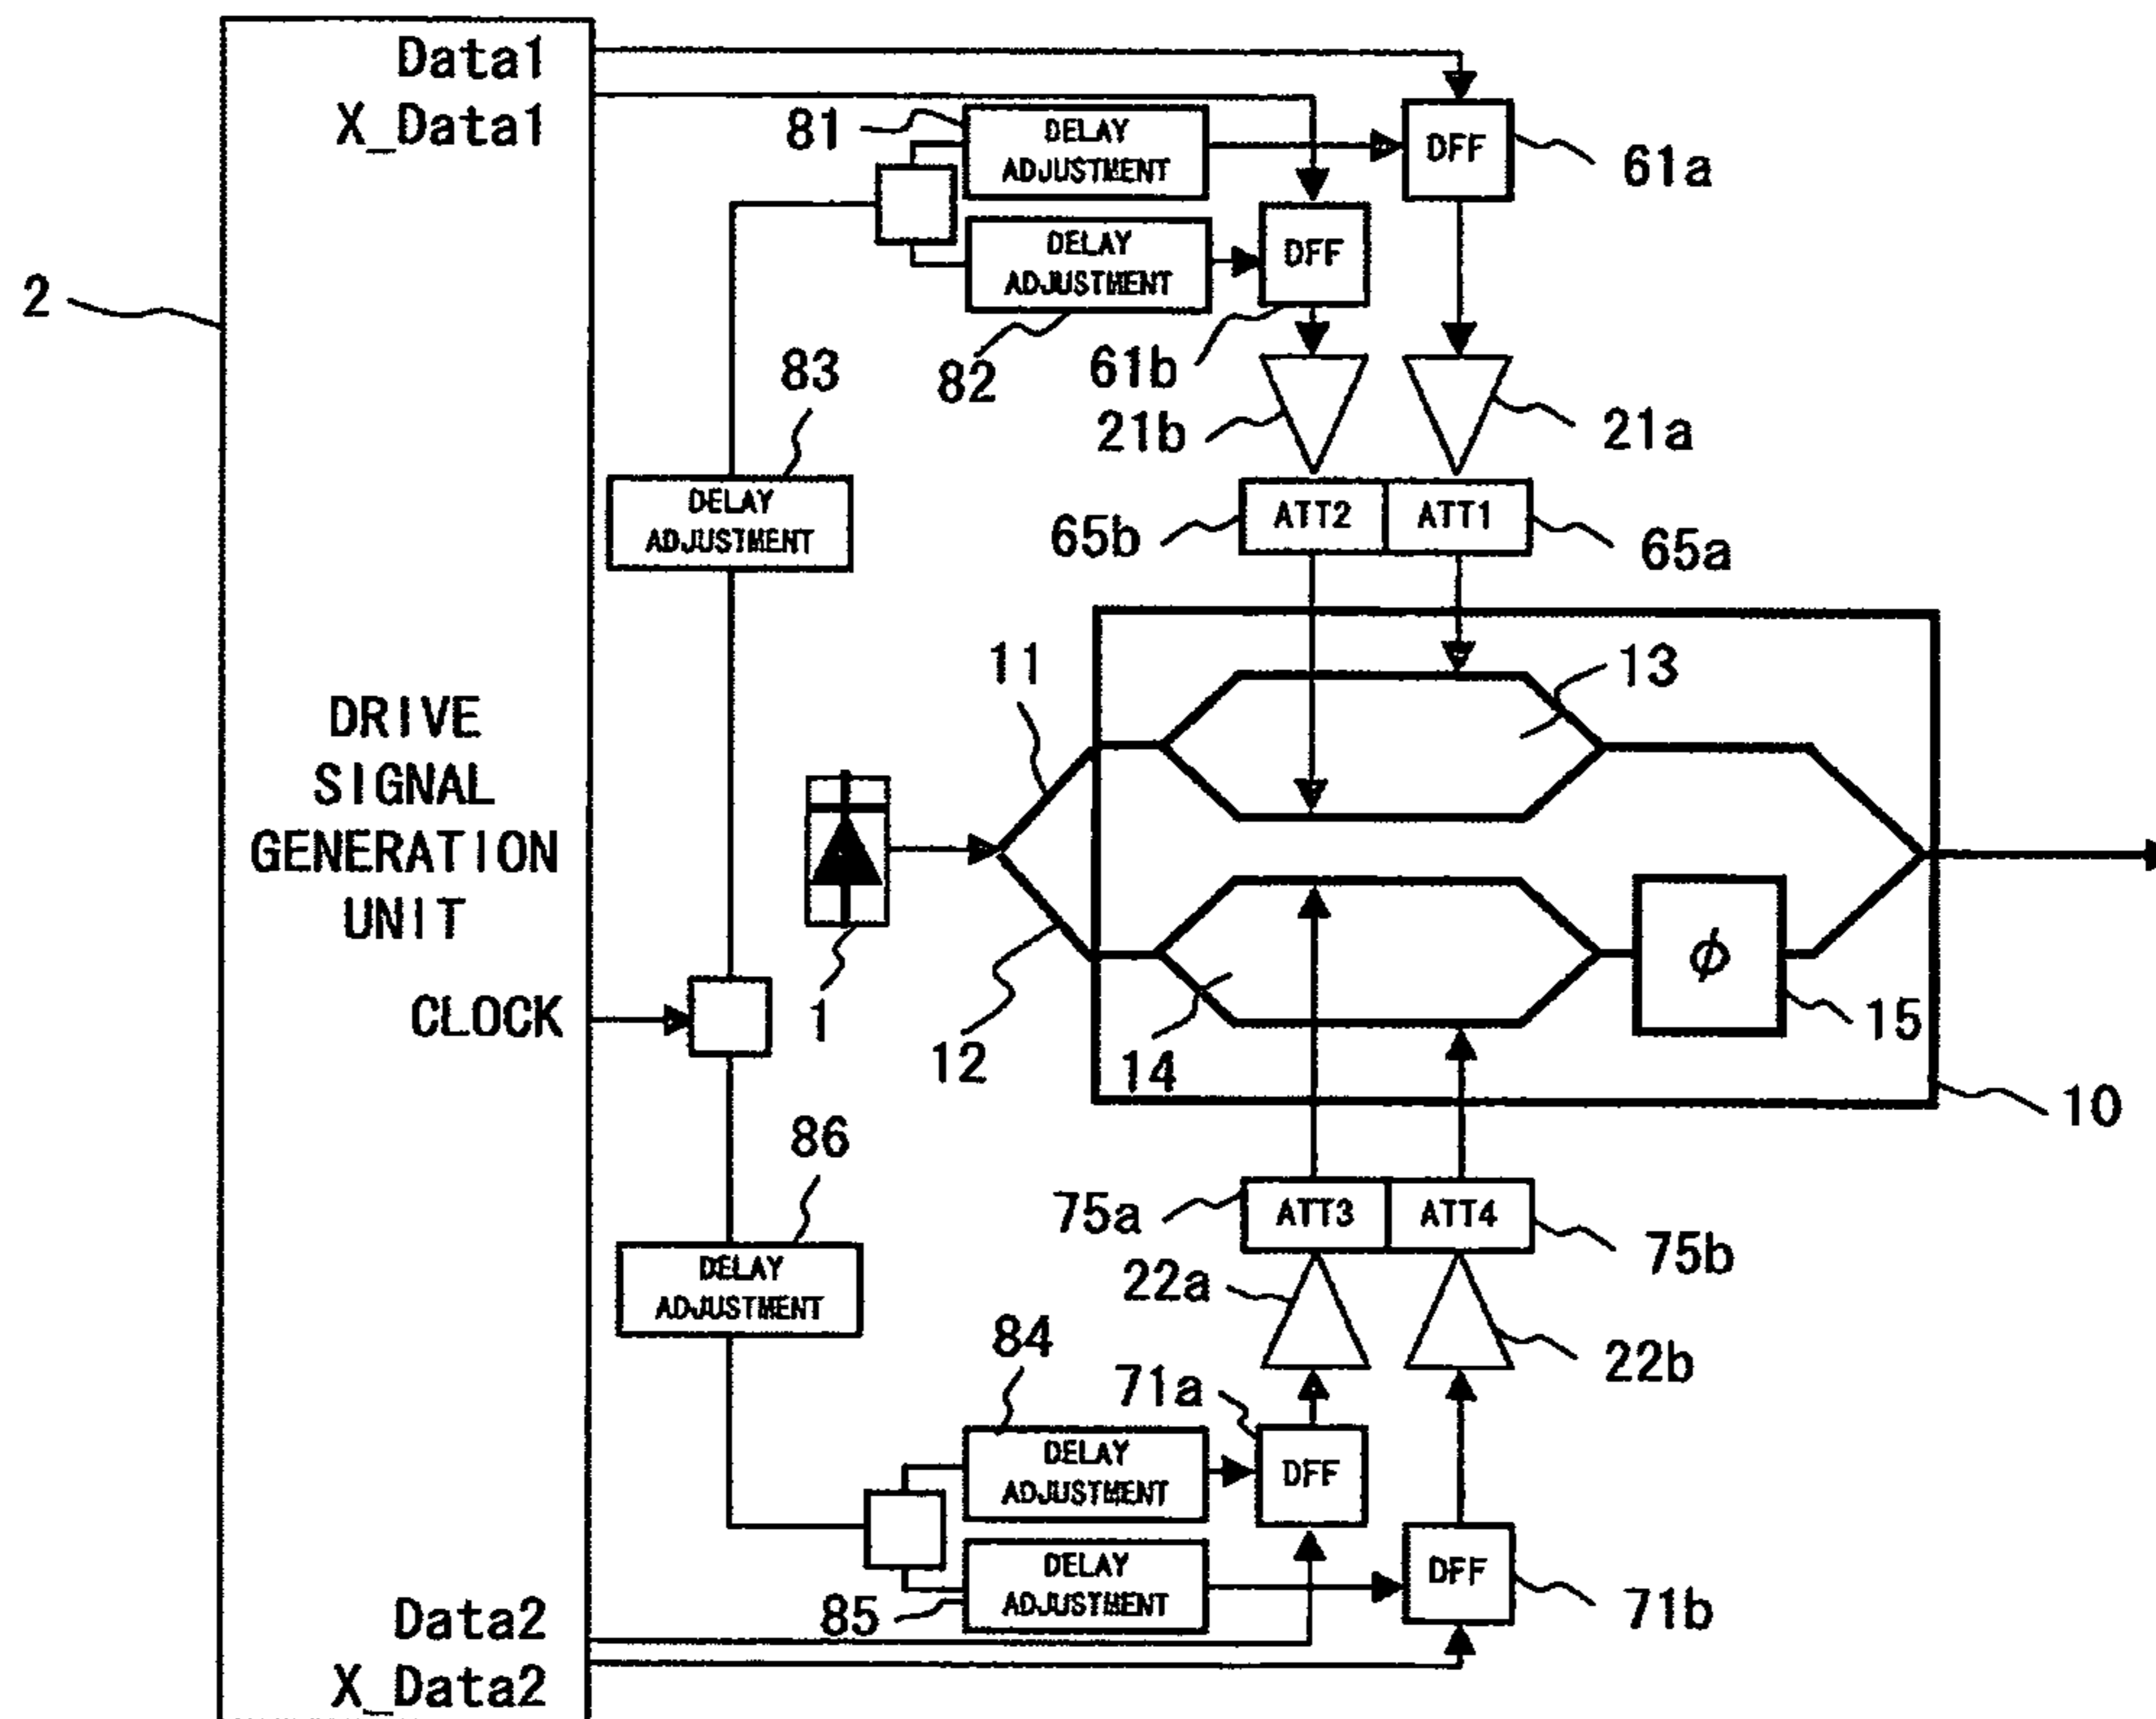 Data1
X_Data1
81
DELAY
ADJUSTMENT
DFF
61a
DELAY
ADJUSTMENT
DFF
2
82
61b
83
21b
21a
DELAY
ADJUSTMENT
65b
ATT2
ATT1
65a
11
13
DRIVE
SIGNAL
GENERATION
UNIT
ϕ
CLOCK
1
12
14
15
10
86
75a
ATT3
ATT4
75b
DELAY
ADJUSTMENT
22a
84
71a
22b
DELAY
ADJUSTMENT
DFF
DELAY
ADJUSTMENT
DFF
85
71b
Data2
X_Data2